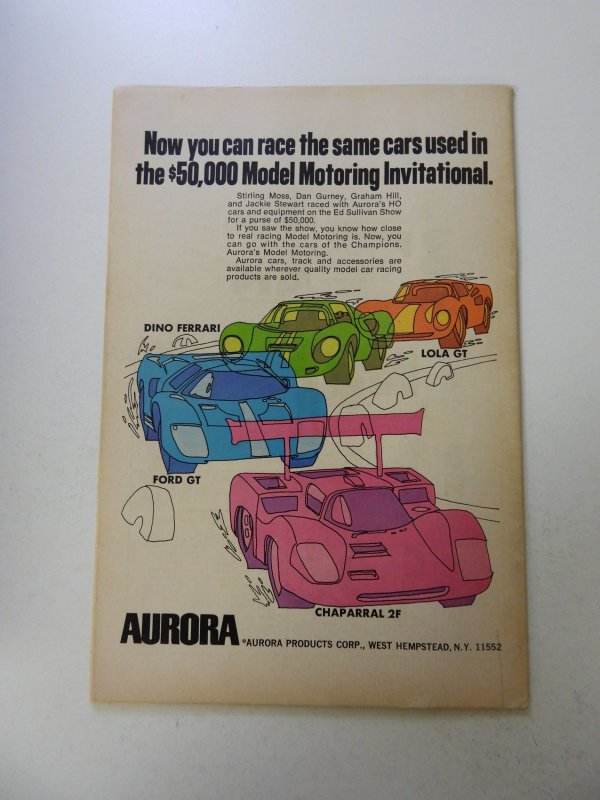 Now you can race the same cars used in
the $50,000 Model Motoring Invitational.
Stirling Moss, Dan Gurney, Graham Hill,
and Jackie Stewart raced with Aurora's HO
cars and equipment on the Ed Sullivan Show
for a purse of $50,000.
If you saw the show, you know how close
to real racing Model Motoring is. Now, you
can go with the cars of the Champions.
Aurora's Model Motoring.
Aurora cars, track and accessories are
available wherever quality model car racing
products are sold.
DINO FERRARI
LOLA GT
FORD GT
CHAPARRAL 2F
AURORA ©AURORA PRODUCTS CORP., WEST HEMPSTEAD, N.Y. 11552